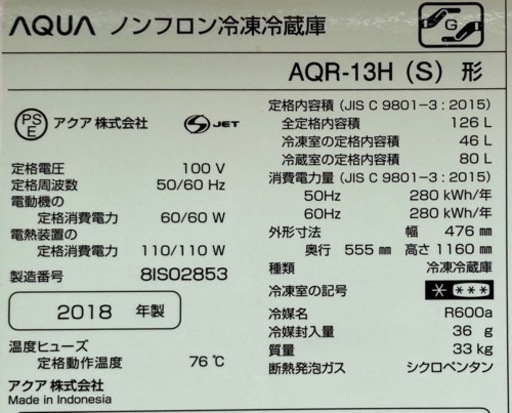 AQUA ノンフロン冷凍冷蔵庫
G
AQR-13H (S) 形
PS
E
アクア 株式会社
S JET
定格電圧 100 V
定格周波数 50/60 Hz
電動機の
定格消費電力 60/60 W
電熱装置の
定格消費電力 110/110 W
製造番号 8IS02853
2018 年製
温度ヒューズ
定格動作温度 76℃
アクア 株式会社
Made in Indonesia
定格内容積 (JIS C 9801-3 : 2015)
全定格内容積 126 L
冷凍室の定格内容積 46 L
冷蔵室の定格内容積 80 L
消費電力量 (JIS C 9801-3 : 2015)
50Hz 280 kWh/年
60Hz 280 kWh/年
外形寸法 幅 476 mm
奥行 555 mm 高さ 1160 mm
種類 冷凍冷蔵庫
冷凍室の記号 * ***
冷媒名 R600a
冷媒封入量 36 g
質量 33 kg
断熱発泡ガス シクロペンタン